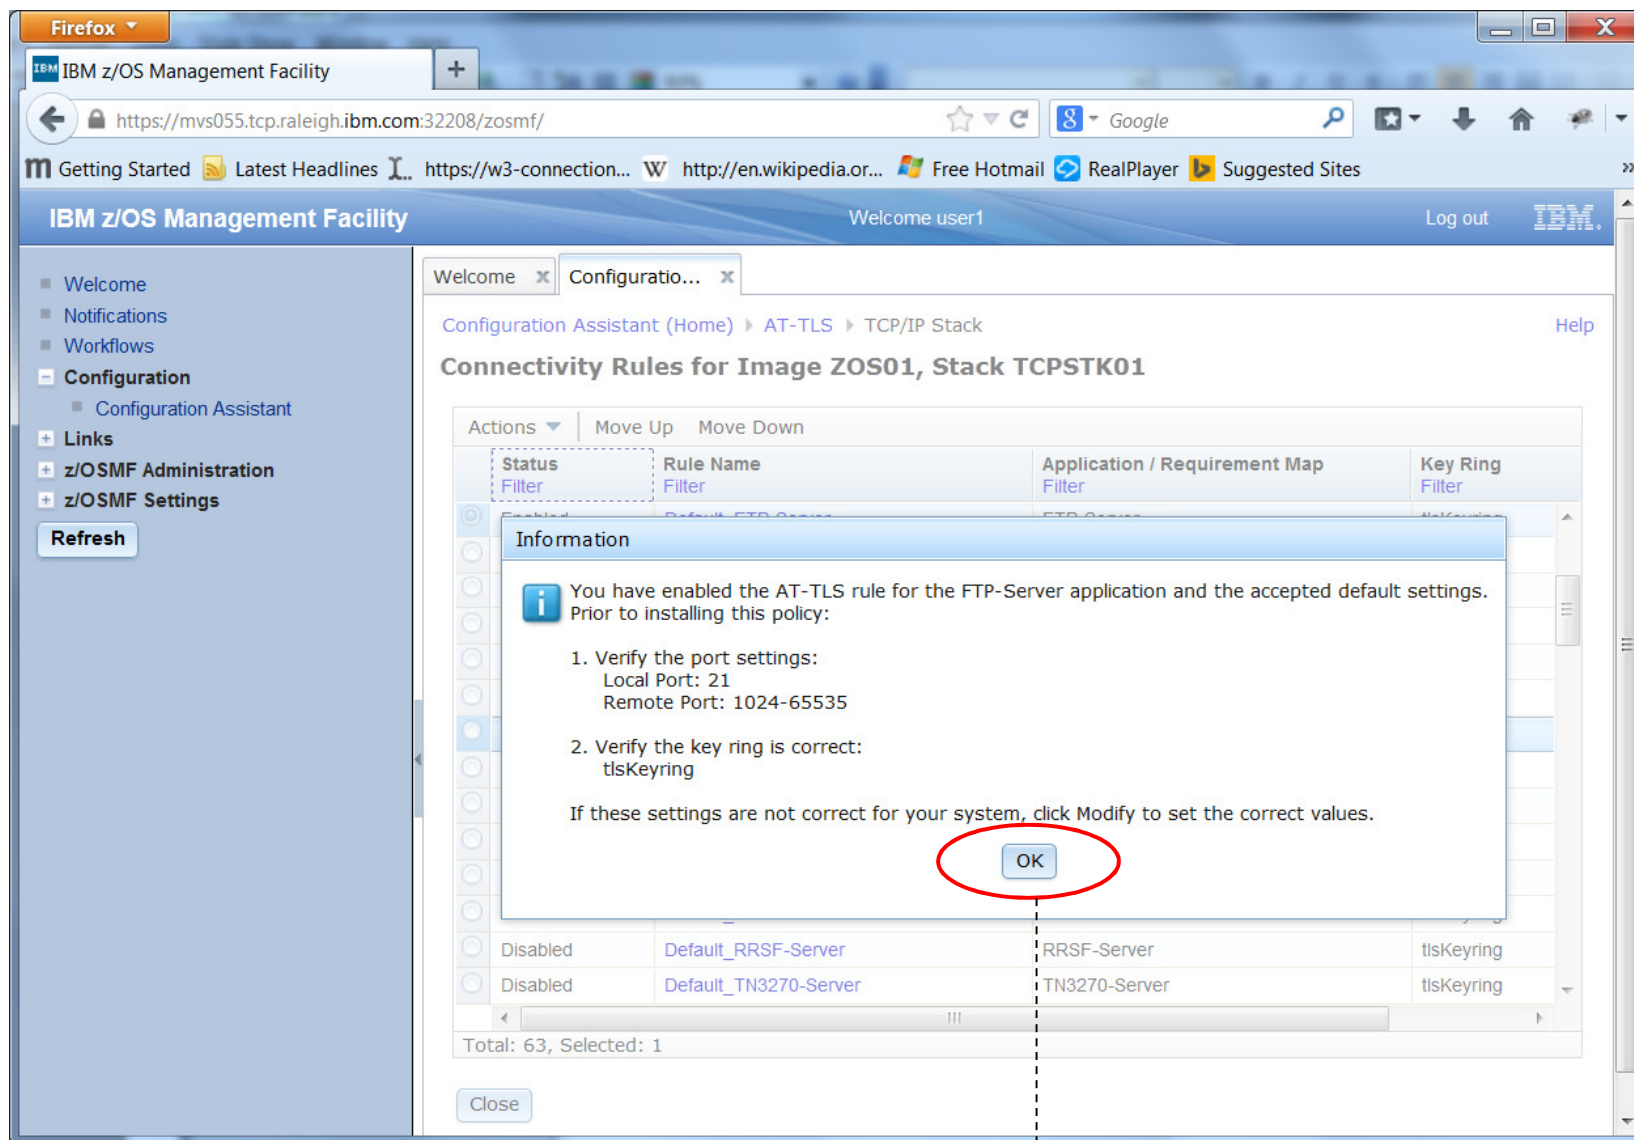 Firefox
IBM IBM z/OS Management Facility
+
https://mvs055.tcp.raleigh.ibm.com:32208/zosmf/
8 Google
Getting Started Latest Headlines https://w3-connection... W http://en.wikipedia.or... Free Hotmail RealPlayer Suggested Sites »
IBM z/OS Management Facility Welcome user1 Log out IBM.
Welcome
Notifications
Workflows
Configuration
Configuration Assistant
Links
z/OSMF Administration
z/OSMF Settings
Refresh
Welcome x Configuratio... x
Configuration Assistant (Home) AT-TLS TCP/IP Stack Help
Connectivity Rules for Image ZOS01, Stack TCPSTK01
Actions Move Up Move Down
Status Rule Name Application / Requirement Map Key Ring
Filter Filter Filter Filter
Enabled Default_FTP-Server FTP-Server tlsKeyring
Information
You have enabled the AT-TLS rule for the FTP-Server application and the accepted default settings.
Prior to installing this policy:
1. Verify the port settings:
Local Port: 21
Remote Port: 1024-65535
2. Verify the key ring is correct:
tlsKeyring
If these settings are not correct for your system, click Modify to set the correct values.
OK
Disabled Default_RRSF-Server RRSF-Server tlsKeyring
Disabled Default_TN3270-Server TN3270-Server tlsKeyring
Total: 63, Selected: 1
Close